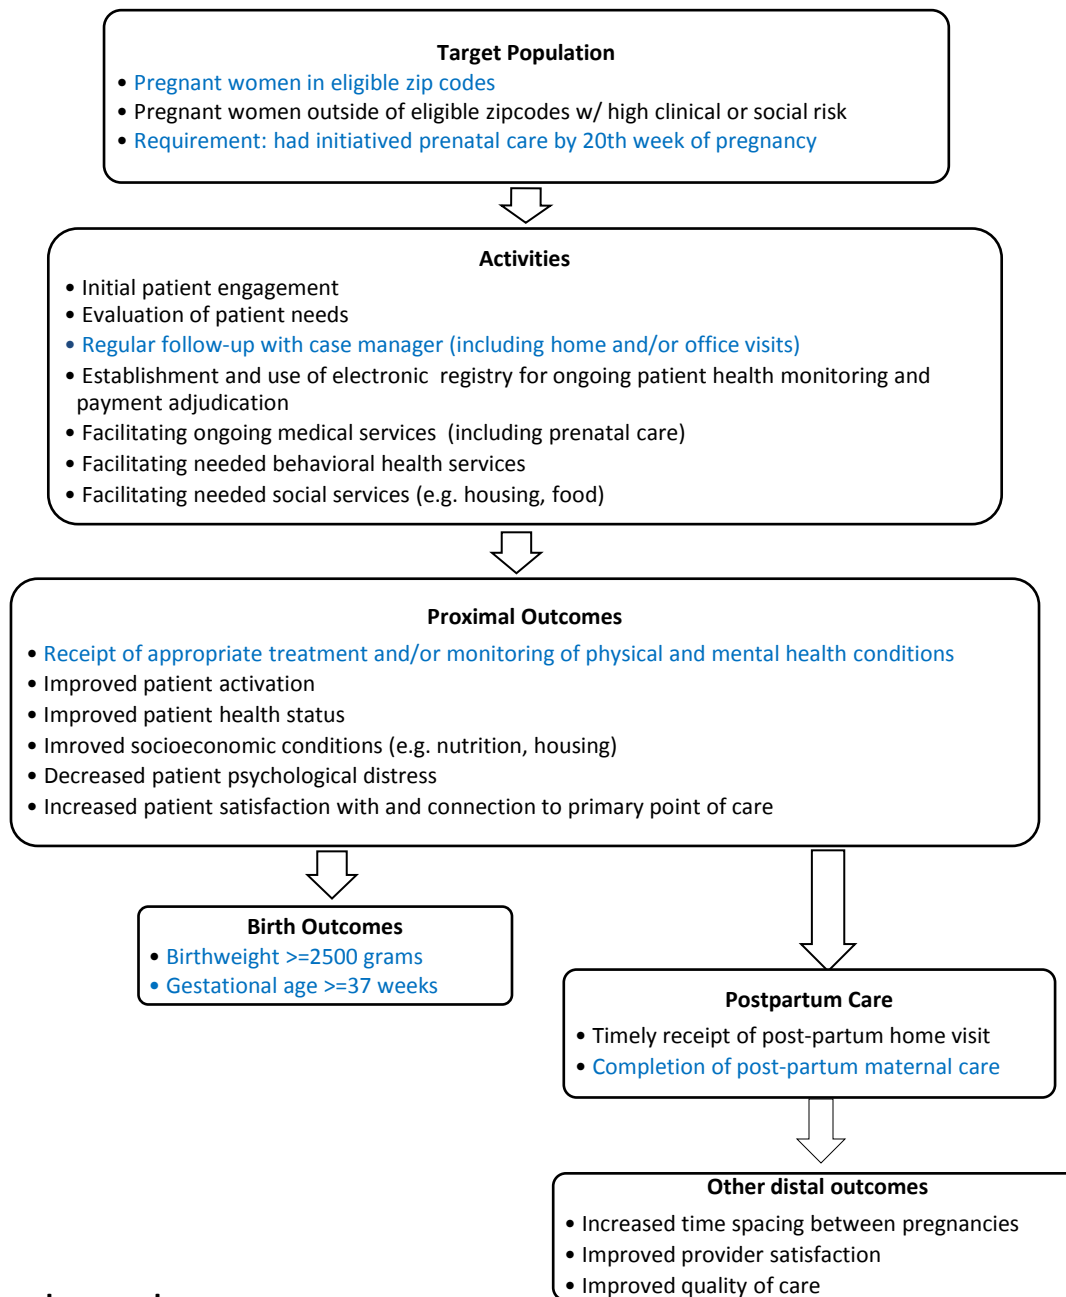 Target Population
• Pregnant women in eligible zip codes
• Pregnant women outside of eligible zipcodes w/ high clinical or social risk
• Requirement: had initiatived prenatal care by 20th week of pregnancy
Activities
• Initial patient engagement
• Evaluation of patient needs
• Regular follow-up with case manager (including home and/or office visits)
• Establishment and use of electronic registry for ongoing patient health monitoring and
payment adjudication
• Facilitating ongoing medical services (including prenatal care)
• Facilitating needed behavioral health services
• Facilitating needed social services (e.g. housing, food)
Proximal Outcomes
• Receipt of appropriate treatment and/or monitoring of physical and mental health conditions
• Improved patient activation
• Improved patient health status
• Imroved socioeconomic conditions (e.g. nutrition, housing)
• Decreased patient psychological distress
• Increased patient satisfaction with and connection to primary point of care
Birth Outcomes
• Birthweight >=2500 grams
• Gestational age >=37 weeks
Postpartum Care
• Timely receipt of post-partum home visit
• Completion of post-partum maternal care
Other distal outcomes
• Increased time spacing between pregnancies
• Improved provider satisfaction
• Improved quality of care